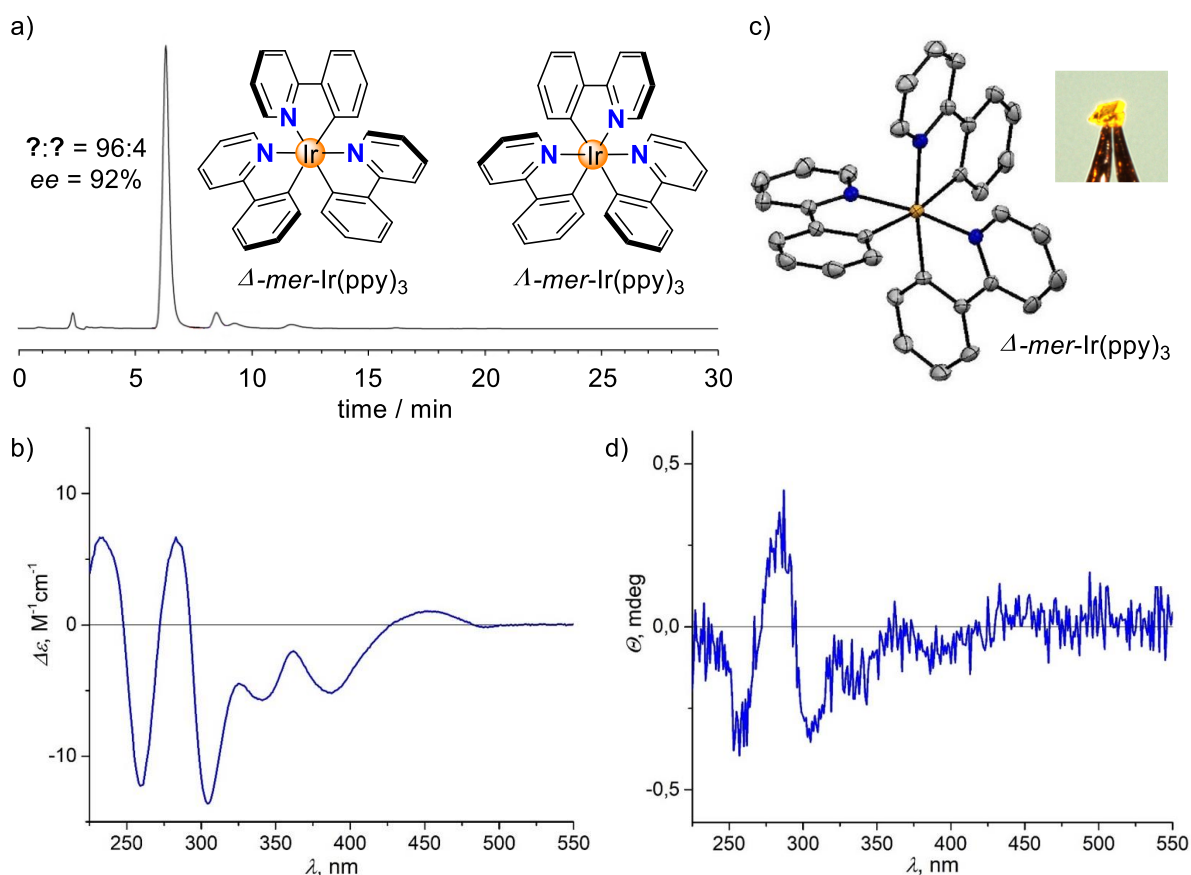 a)
?:? = 96:4
ee = 92%
N
Ir
N
N
Δ-mer-Ir(ppy)3
N
Ir
N
N
Λ-mer-Ir(ppy)3
0 5 10 15 20 25 30
time / min
c)
Δ-mer-Ir(ppy)3
b)
Δε, M-1cm-1
10
0
-10
250 300 350 400 450 500 550
λ, nm
d)
Θ, mdeg
0,5
0,0
-0,5
250 300 350 400 450 500 550
λ, nm